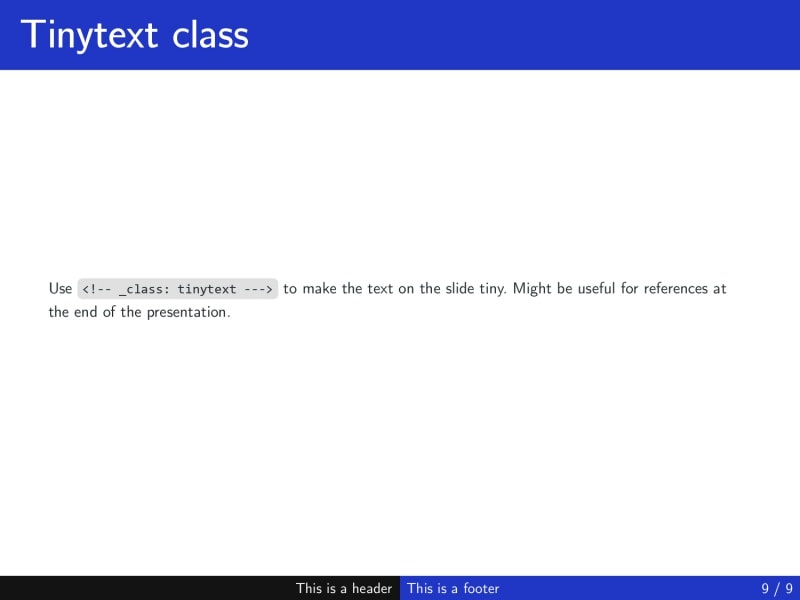 Tinytext class
Use <!-- _class: tinytext ---> to make the text on the slide tiny. Might be useful for references at
the end of the presentation.
This is a header
This is a footer
9 / 9